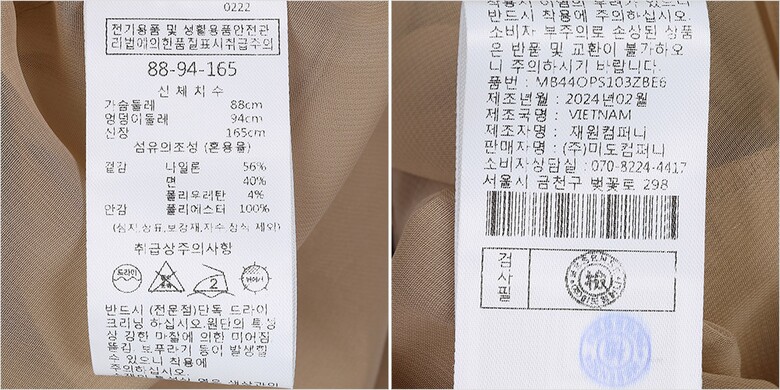 0222
전기용품 및 생활용품안전관
리법에의한품질표시취급주의
88-94-165
신체치수
가슴둘레 88cm
엉덩이둘레 94cm
신장 165cm
섬유의조성 (혼용율)
겉감 나일론 56%
면 40%
폴리우레탄 4%
안감 폴리에스터 100%
(심지,상표,보강재,자수,장식 제외)
취급상주의사항
드라이
2
반드시 (전문점)단독 드라이
크리닝 하십시오.원단의 특성
상 강한 마찰에 의한 미어짐
뜯김 보푸라기 등이 발생할
수 있으니 착용에
주의하십시오
반드시 착용에 주의하십시오.
소비자 부주의로 손상된 상품
은 반품 및 교환이 불가하오
니 주의하시기 바랍니다.
품번 : MB44OPS103ZBE6
제조년월 : 2024년02월
제조국명 : VIETNAM
제조자명 : 재원컴퍼니
판매자명 : (주)미도컴퍼니
소비자상담실 : 070-8224-4417
서울시 금천구 벚꽃로 298
검사필